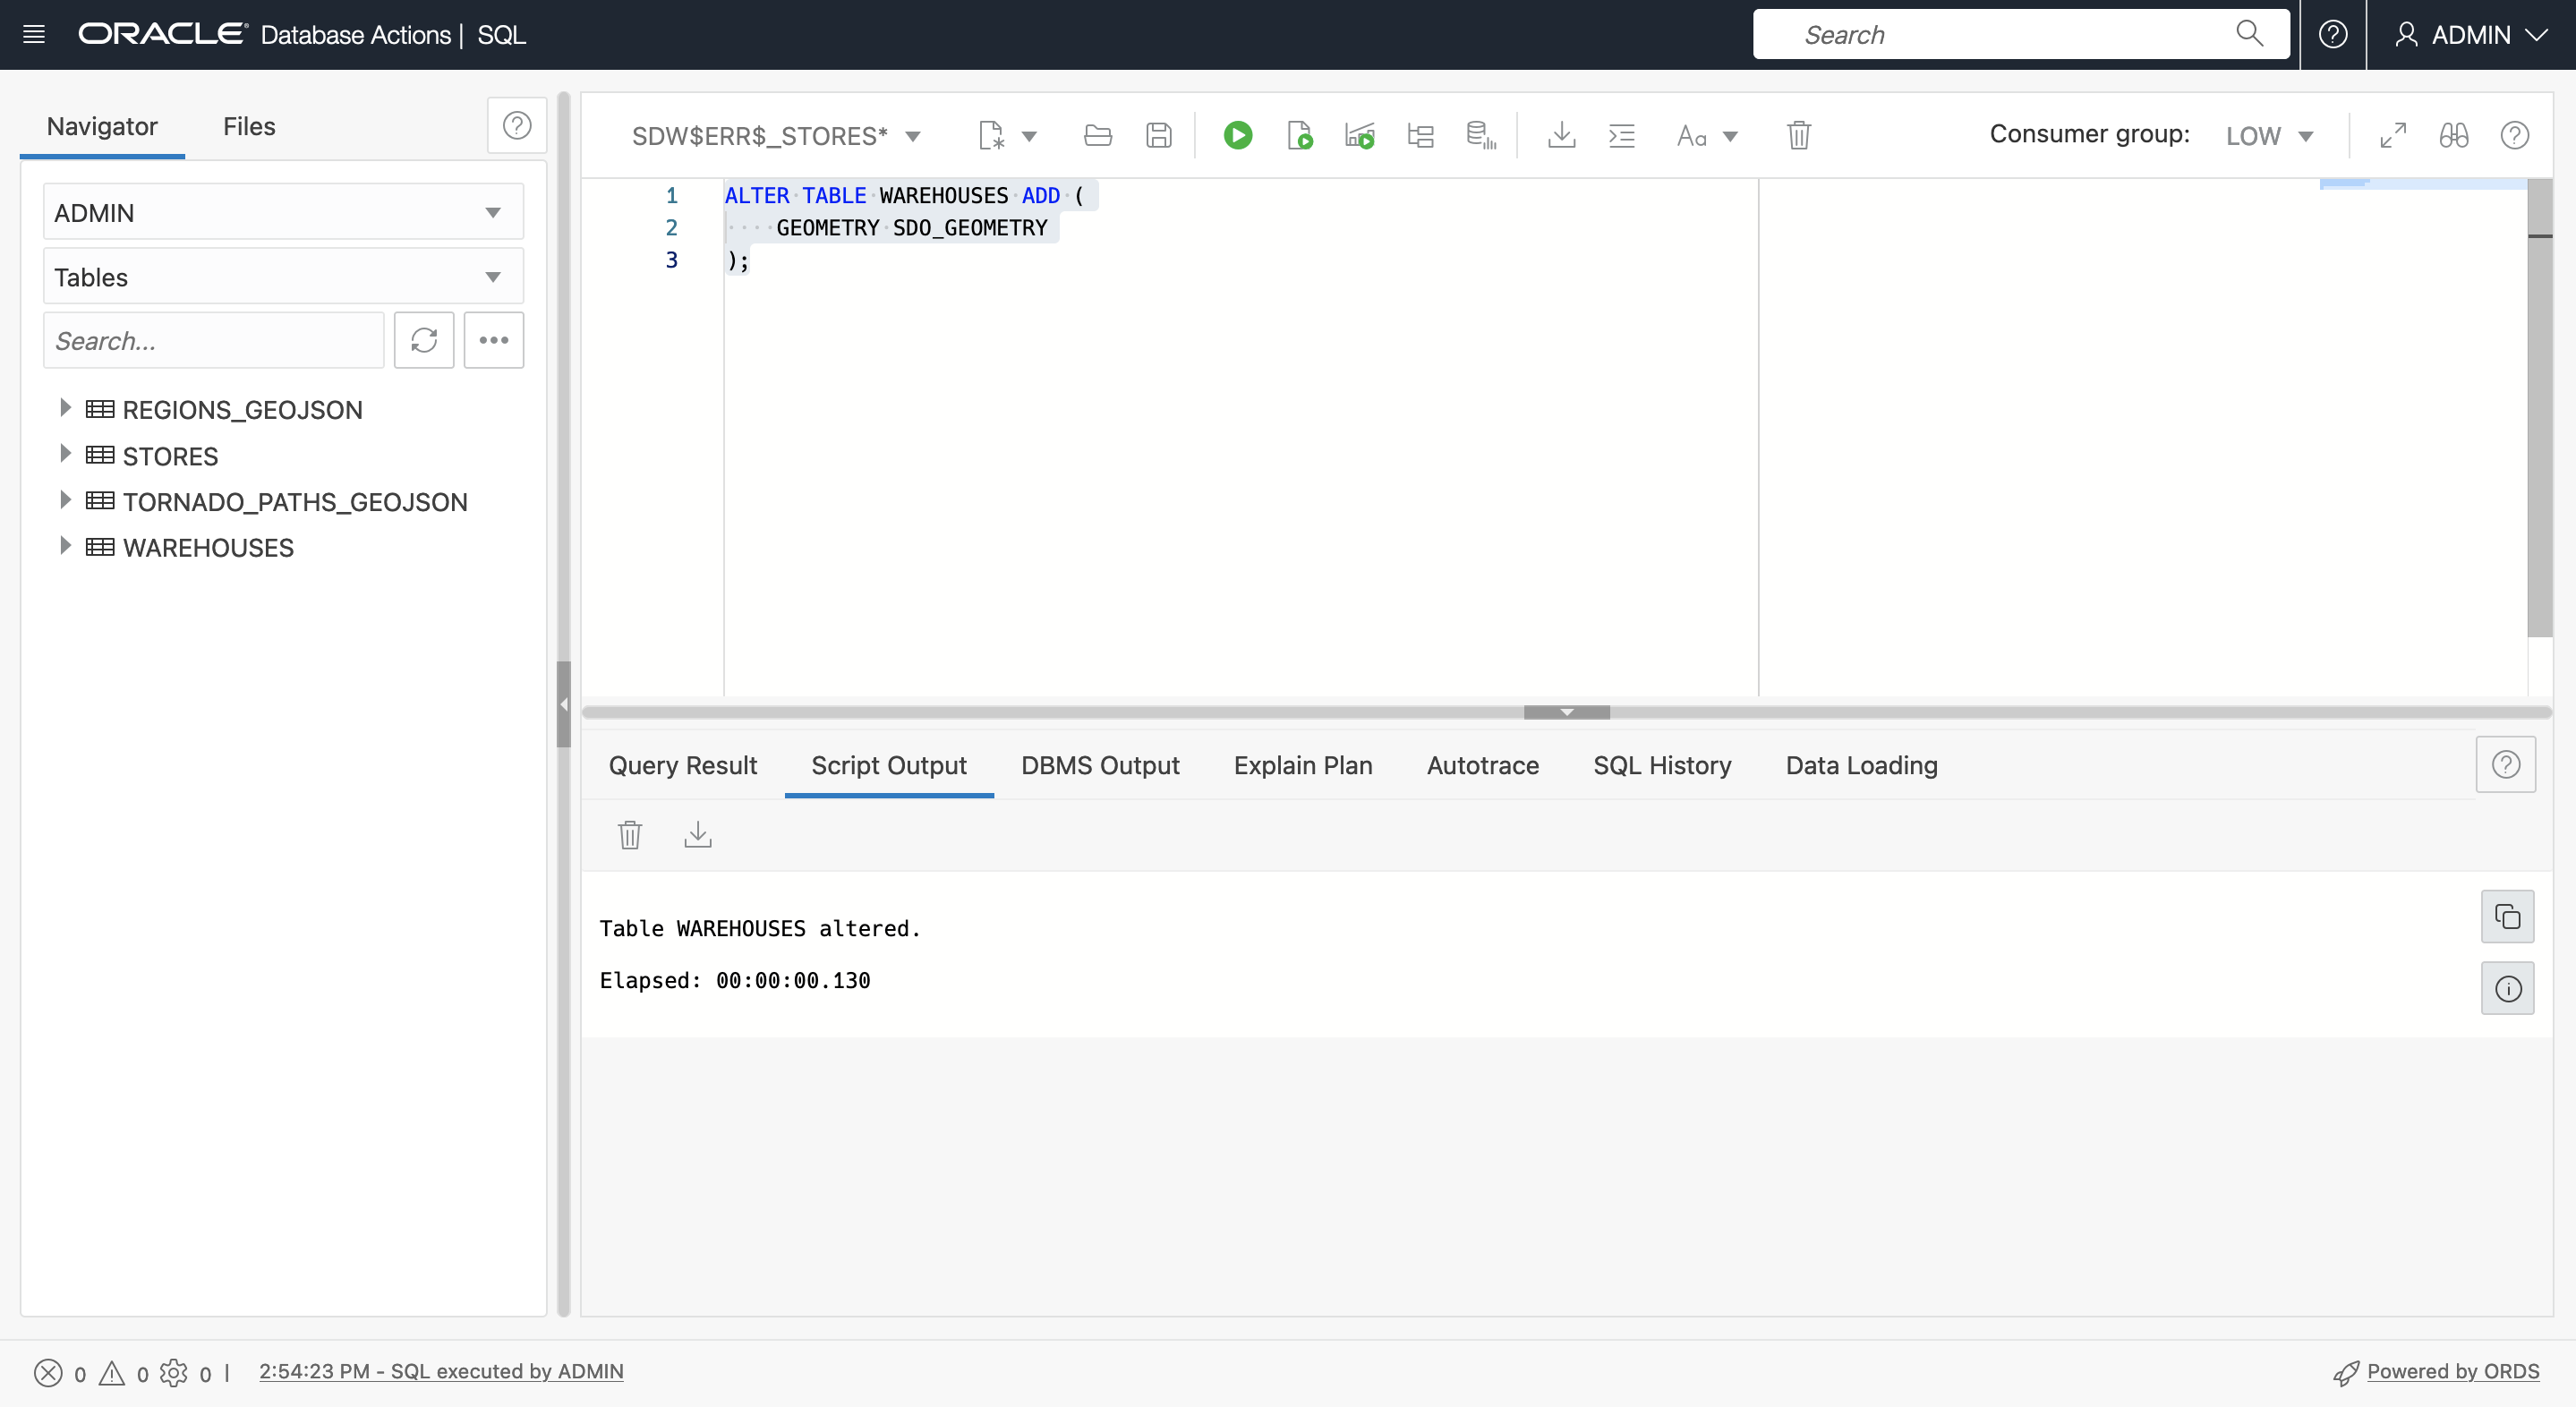 ORACLE Database Actions | SQL
Search
ADMIN
Navigator
Files
ADMIN
Tables
Search...
REGIONS_GEOJSON
STORES
TORNADO_PATHS_GEOJSON
WAREHOUSES
SDW$ERR$_STORES*
Aa
Consumer group: LOW
1 ALTER TABLE WAREHOUSES ADD (
2 GEOMETRY SDO_GEOMETRY
3 );
Query Result
Script Output
DBMS Output
Explain Plan
Autotrace
SQL History
Data Loading
Table WAREHOUSES altered.
Elapsed: 00:00:00.130
0 0 0 | 2:54:23 PM - SQL executed by ADMIN
Powered by ORDS